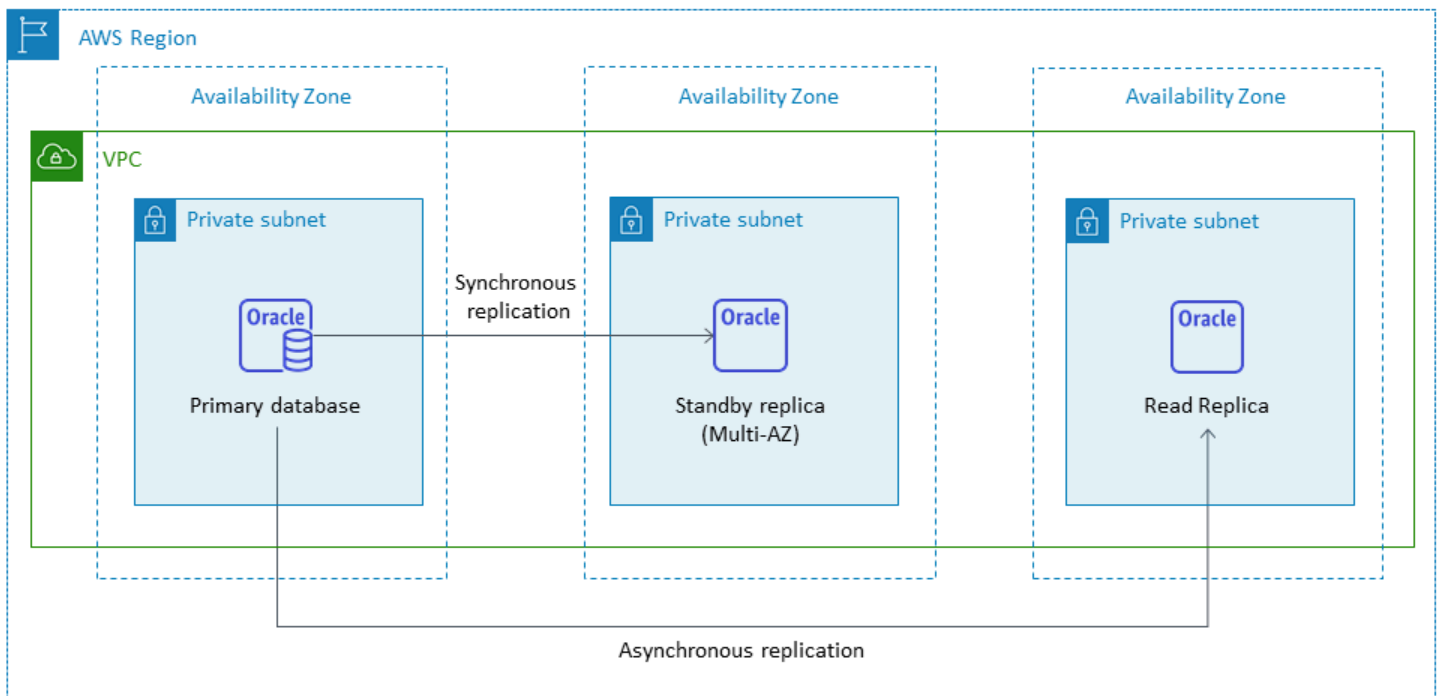 AWS Region
Availability Zone
Availability Zone
Availability Zone
VPC
Private subnet
Private subnet
Private subnet
Synchronous
replication
Oracle
Oracle
Oracle
Primary database
Standby replica
(Multi-AZ)
Read Replica
Asynchronous replication